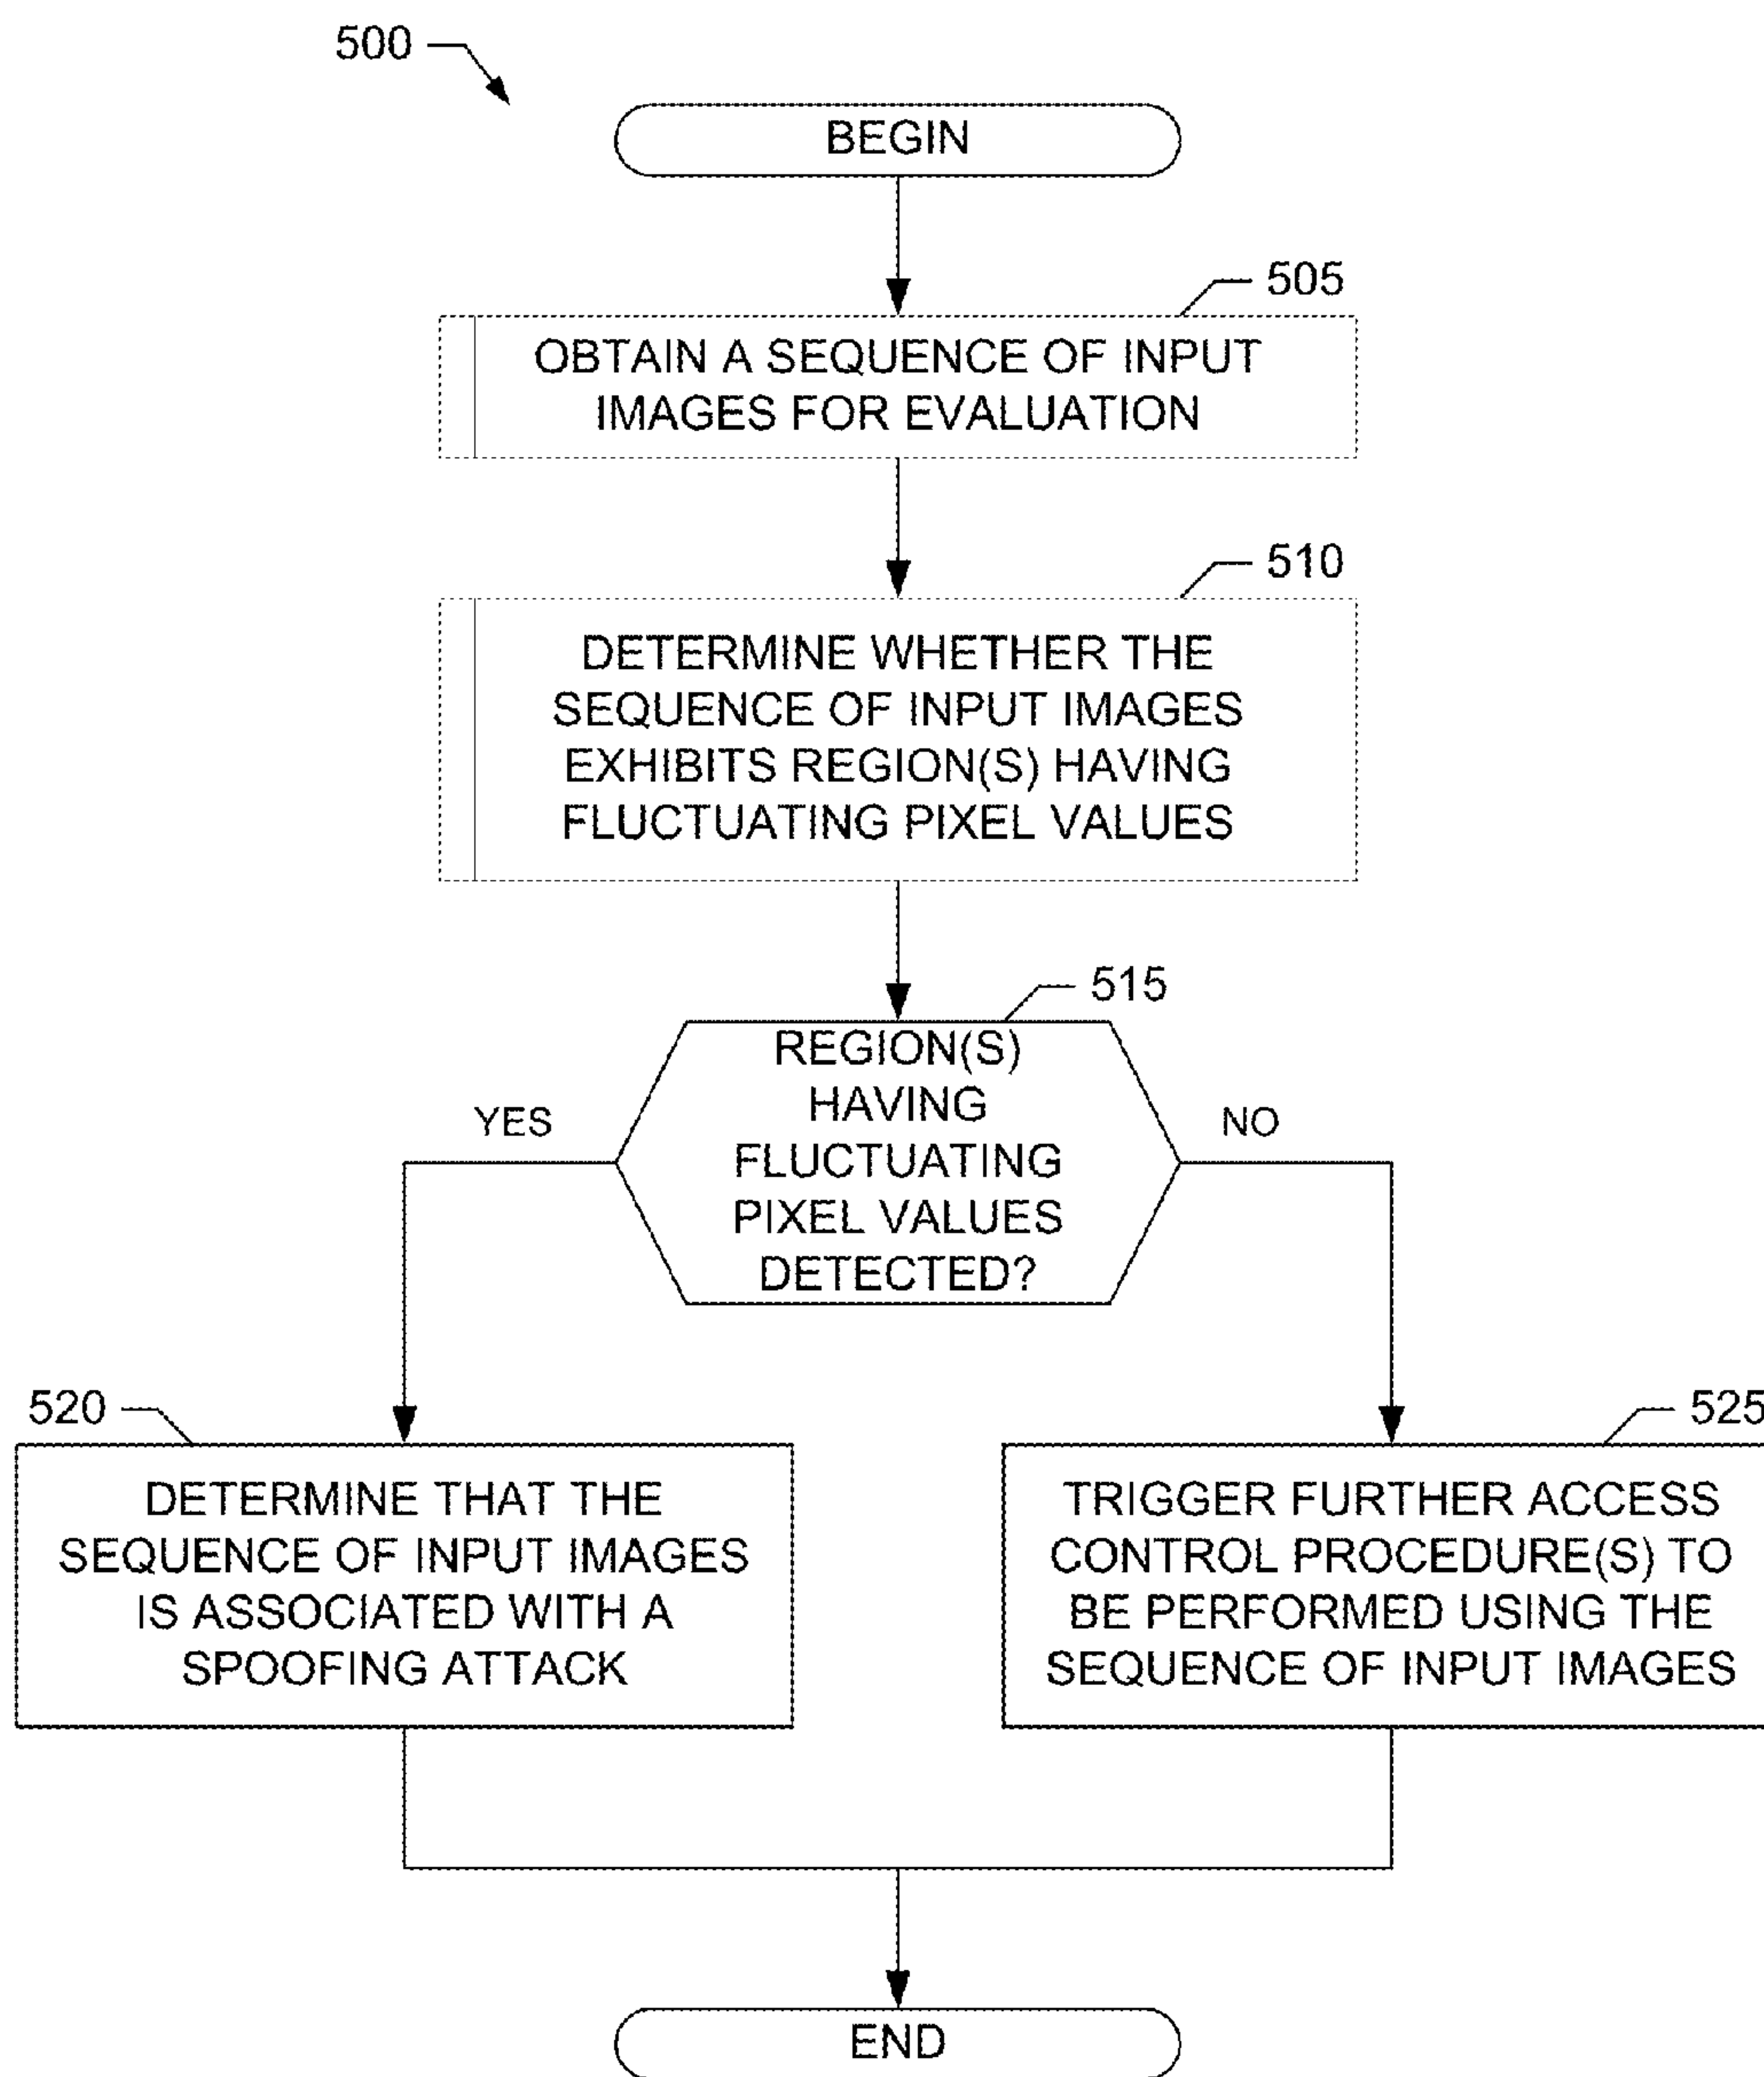 500
BEGIN
505
OBTAIN A SEQUENCE OF INPUT
IMAGES FOR EVALUATION
510
DETERMINE WHETHER THE
SEQUENCE OF INPUT IMAGES
EXHIBITS REGION(S) HAVING
FLUCTUATING PIXEL VALUES
515
REGION(S)
HAVING
FLUCTUATING
PIXEL VALUES
DETECTED?
YES
NO
520
DETERMINE THAT THE
SEQUENCE OF INPUT IMAGES
IS ASSOCIATED WITH A
SPOOFING ATTACK
525
TRIGGER FURTHER ACCESS
CONTROL PROCEDURE(S) TO
BE PERFORMED USING THE
SEQUENCE OF INPUT IMAGES
END